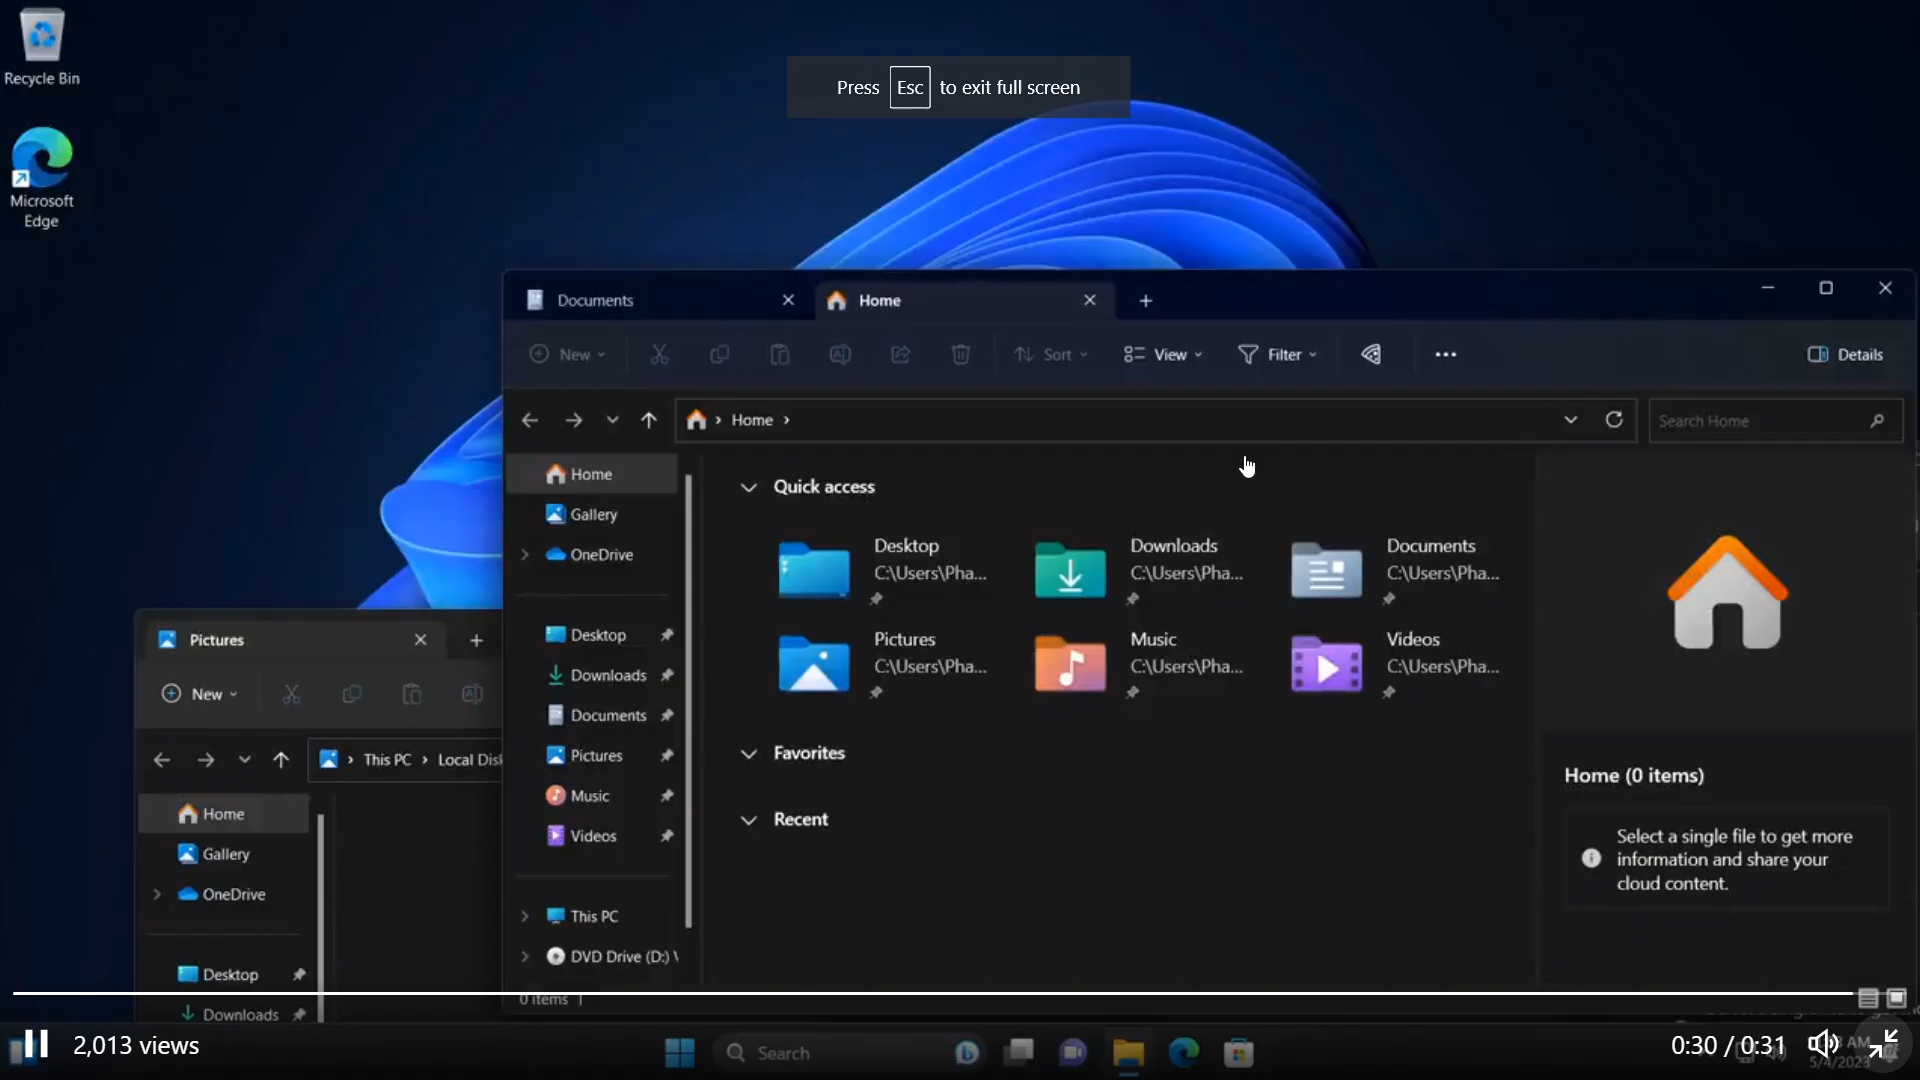 Recycle Bin
Microsoft
Edge
Press Esc to exit full screen
Documents
Home
New
Sort
View
Filter
Details
Home
Search Home
Home
Gallery
OneDrive
Desktop
Downloads
Documents
Pictures
Music
Videos
This PC
DVD Drive (D:)
0 items
Quick access
Desktop
C:\Users\Pha...
Downloads
C:\Users\Pha...
Documents
C:\Users\Pha...
Pictures
C:\Users\Pha...
Music
C:\Users\Pha...
Videos
C:\Users\Pha...
Favorites
Recent
Home (0 items)
Select a single file to get more
information and share your
cloud content.
Pictures
New
This PC
Local Dis
Home
Gallery
OneDrive
Desktop
Downloads
2,013 views
Search
0:30 / 0:31
AM
5/4/2023